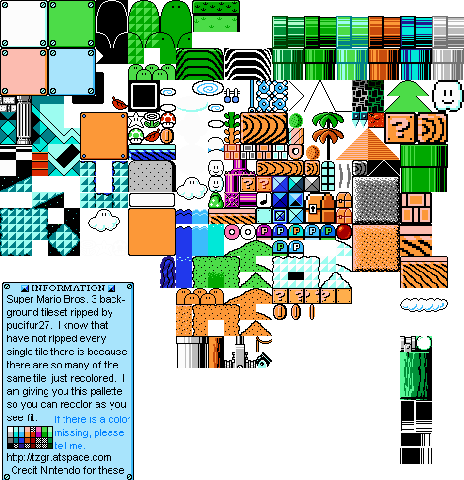 INFORMATION
Super Mario Bros. 3 back-
ground tileset ripped by
pucifur27. I know that
have not ripped every
single tile there is because
there are so many of the
same tile just recolored. I
am giving you this pallette
so you can recolor as you
see fit. If there is a color
missing, please
tell me.
http://tzgr.atspace.com
Credit Nintendo for these